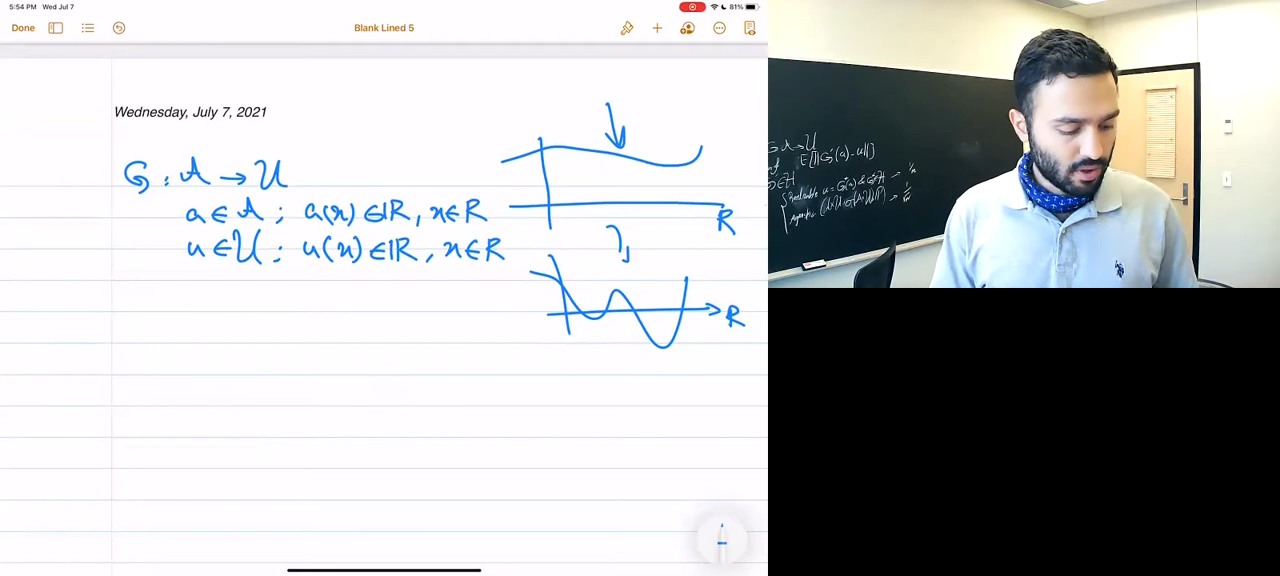 5:54 PM Wed Jul 7
81%
Done
Blank Lined 5
Wednesday, July 7, 2021
G : A → U
a ∈ A ; a(x) ∈ ℝ, x ∈ R
u ∈ U ; u(x) ∈ ℝ, x ∈ R
R
R
A → U
E[||G(a) - u||]